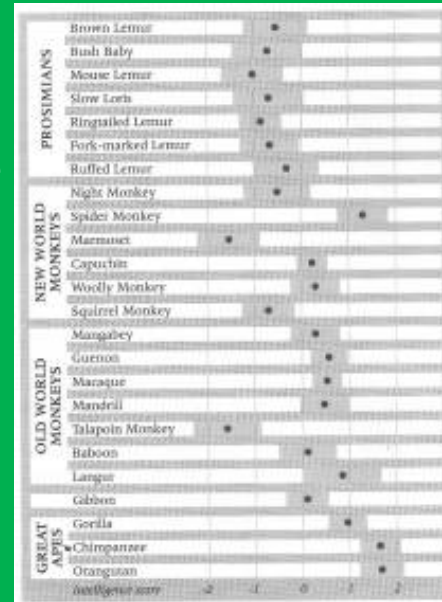 PROSIMIANS
Brown Lemur
Bush Baby
Mouse Lemur
Slow Loris
Ringtailed Lemur
Fork-marked Lemur
Ruffed Lemur
NEW WORLD
MONKEYS
Night Monkey
Spider Monkey
Marmoset
Capuchin
Woolly Monkey
Squirrel Monkey
OLD WORLD
MONKEYS
Mangabey
Guenon
Macaque
Mandrill
Talapoin Monkey
Baboon
Langur
Gibbon
GREAT
APES
Gorilla
Chimpanzee
Orangutan
Intelligence score -2 -1 0 1 2